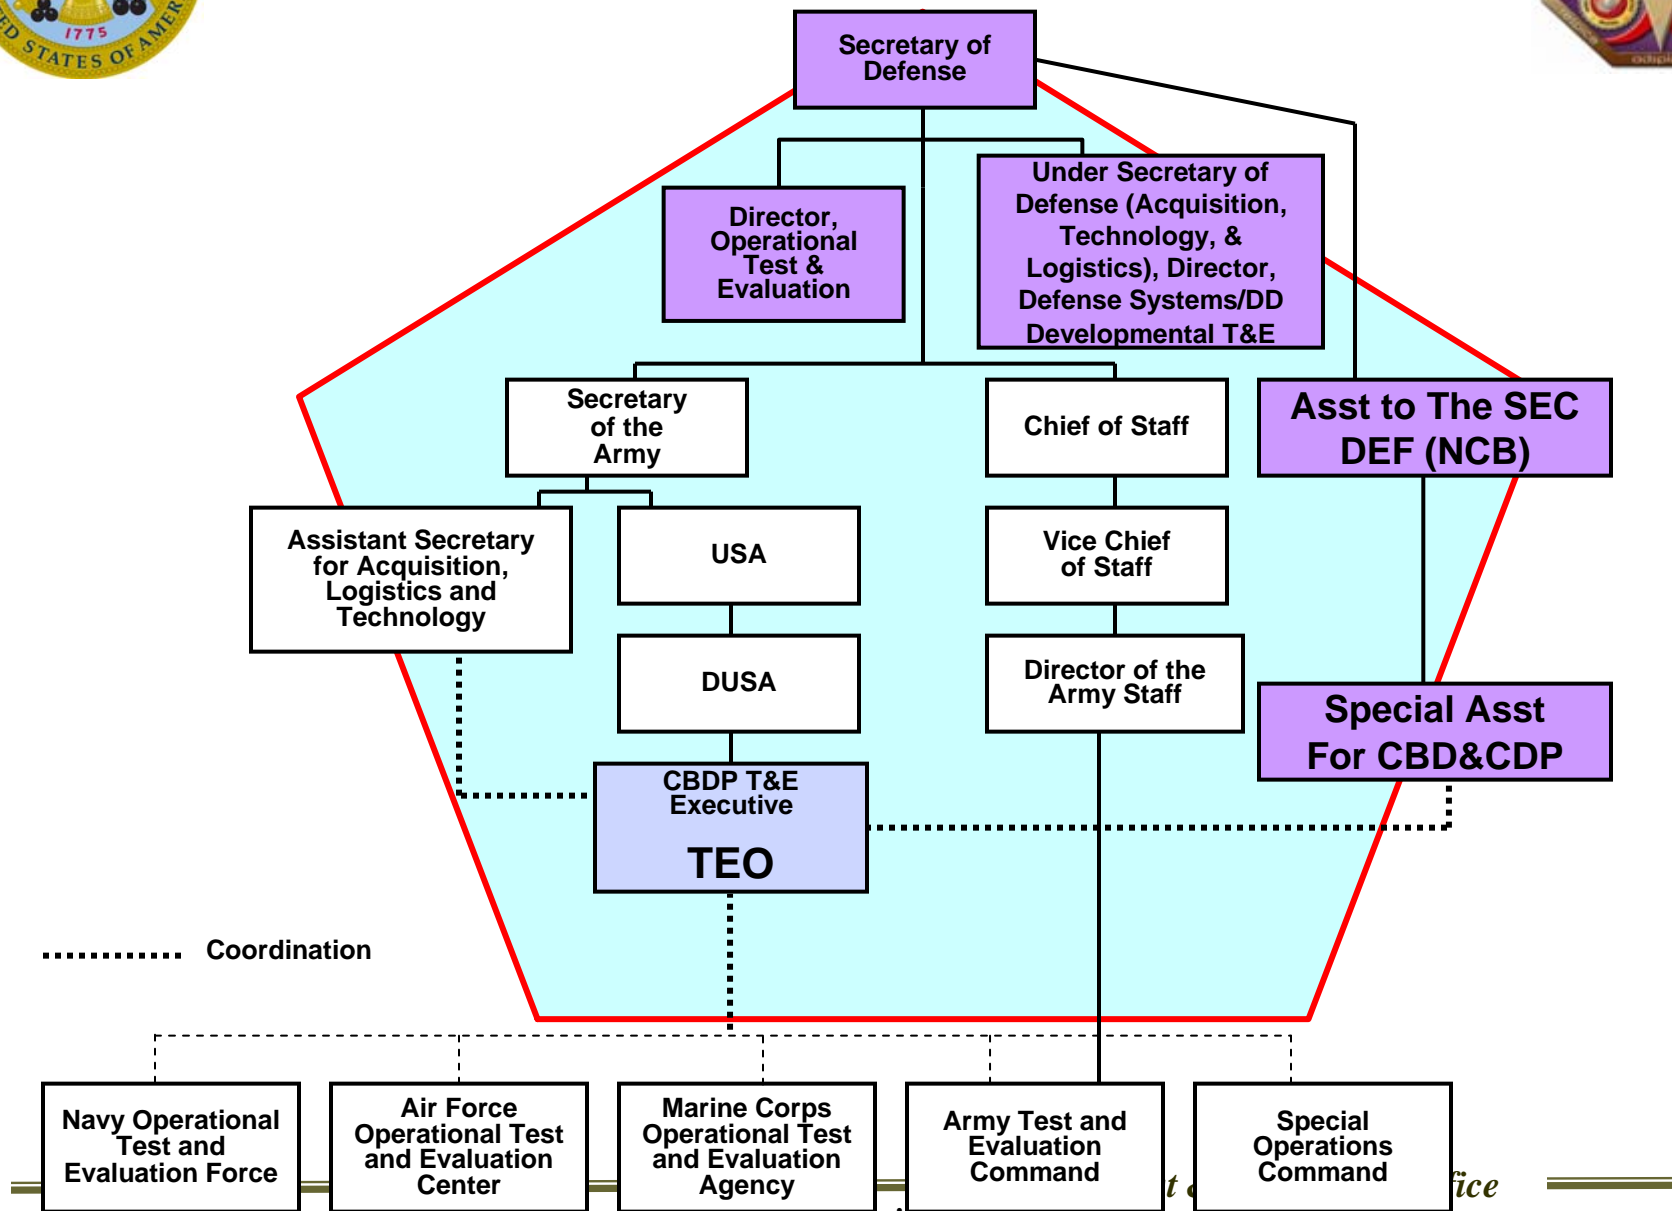 1775
STATES OF AMER
Secretary of
Defense
Director,
Operational
Test &
Evaluation
Under Secretary of
Defense (Acquisition,
Technology, &
Logistics), Director,
Defense Systems/DD
Developmental T&E
Secretary
of the
Army
Chief of Staff
Asst to The SEC
DEF (NCB)
Assistant Secretary
for Acquisition,
Logistics and
Technology
USA
Vice Chief
of Staff
DUSA
Director of the
Army Staff
Special Asst
For CBD&CDP
CBDP T&E
Executive
TEO
Coordination
Navy Operational
Test and
Evaluation Force
Air Force
Operational Test
and Evaluation
Center
Marine Corps
Operational Test
and Evaluation
Agency
Army Test and
Evaluation
Command
Special
Operations
Command
fice